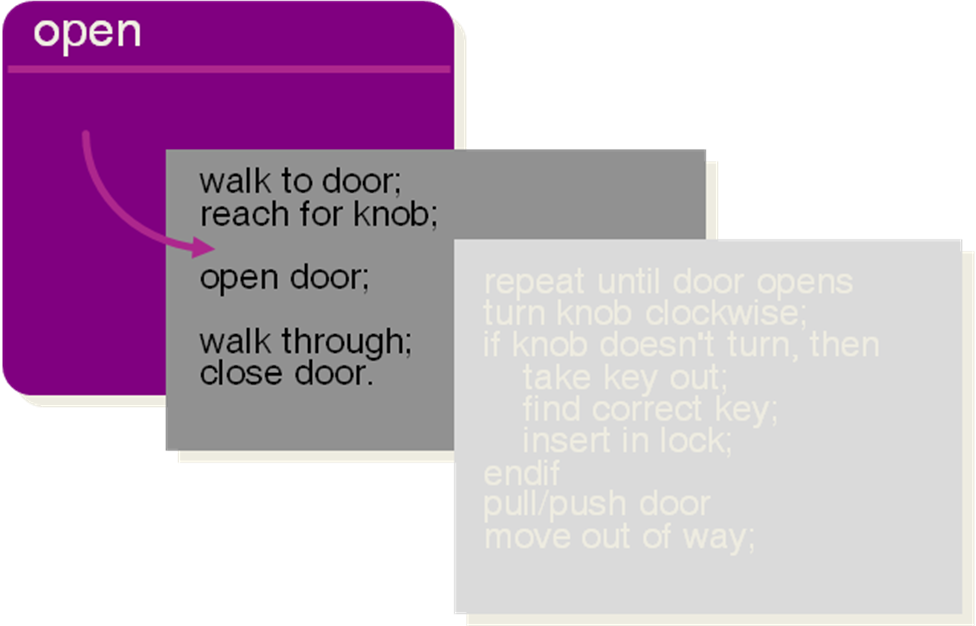 open
walk to door;
reach for knob;
open door;
walk through;
close door.
repeat until door opens
turn knob clockwise;
if knob doesn't turn, then
take key out;
find correct key;
insert in lock;
endif
pull/push door
move out of way;